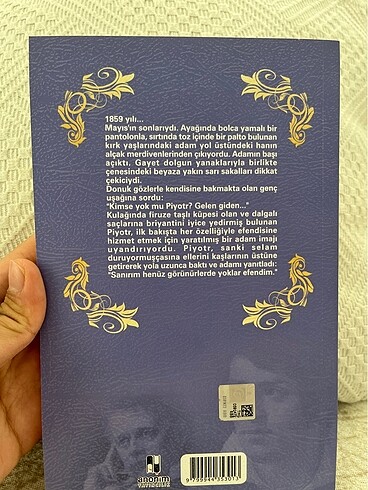 1859 yılı...
Mayıs'ın sonlarıydı. Ayağında bolca yamalı bir
pantolonla, sırtında toz içinde bir palto bulunan
kırk yaşlarındaki adam yol üstündeki hanın
alçak merdivenlerinden çıkıyordu. Adamın başı
açıktı. Gayet dolgun yanaklarıyla birlikte
çenesindeki beyaza yakın sarı sakalları dikkat
çekiciydi.
Donuk gözlerle kendisine bakmakta olan genç
uşağına sordu:
"Kimse yok mu Piyotr? Gelen giden..."
Kulağında firuze taşlı küpesi olan ve dalgalı
saçlarına briyantini iyice yedirmiş bulunan
Piyotr, ilk bakışta her özelliğiyle efendisine
hizmet etmek için yaratılmış bir adam imajı
uyandırıyordu. Piyotr, sanki selam
duruyormuşçasına ellerini kaşlarının üstüne
getirerek yola uzunca baktı ve adamı yanıtladı:
"Sanırım henüz görünürlerde yoklar efendim."
anonim
YAYINCILIK